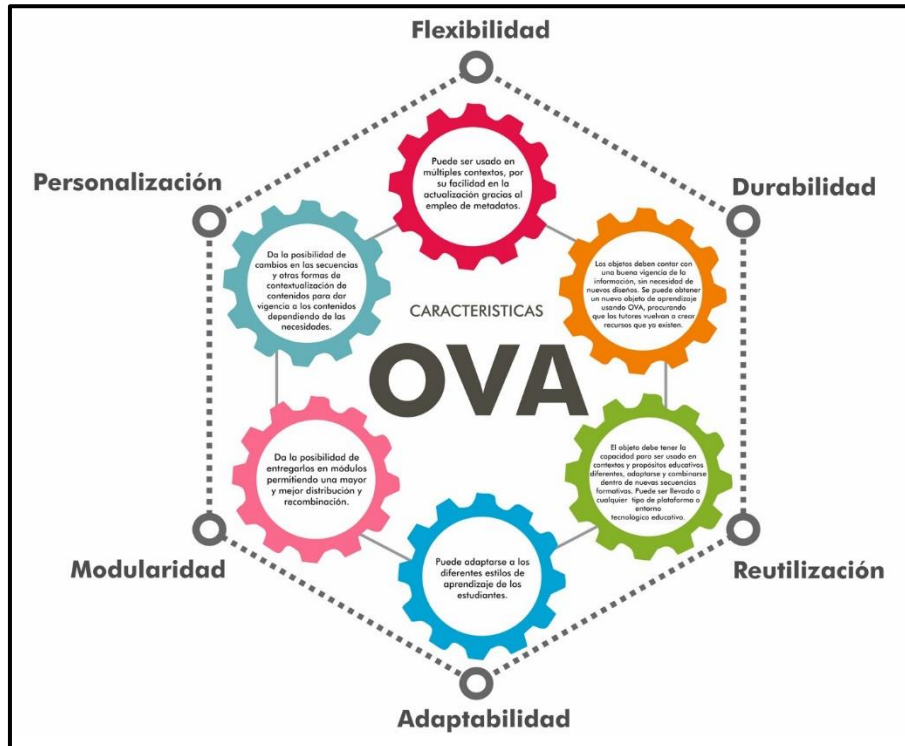 Flexibilidad
Personalización
Durabilidad
Puede ser usado en
múltiples contextos, por
su facilidad en la
actualización gracias al
empleo de metadatos.
Da la posibilidad de
cambios en las secuencias
y otras formas de
contextualización de
contenidos para dar
vigencia a los contenidos
dependiendo de las
necesidades.
Los objetos deben contar con
una buena vigencia de la
información, sin necesidad de
nuevos diseños. Se puede obtener
un nuevo objeto de aprendizaje
usando OVA, procurando
que los tutores vuelvan a crear
recursos que ya existen.
CARACTERISTICAS
OVA
Da la posibilidad de
entregarlos en módulos
permitiendo una mayor
y mejor distribución y
recombinación.
El objeto debe tener la
capacidad para ser usado en
contextos y propósitos educativos
diferentes, adaptarse y combinarse
dentro de nuevas secuencias
formativas. Puede ser llevado a
cualquier tipo de plataforma o
entorno
tecnológico educativo.
Puede adaptarse a los
diferentes estilos de
aprendizaje de los
estudiantes.
Modularidad
Reutilización
Adaptabilidad